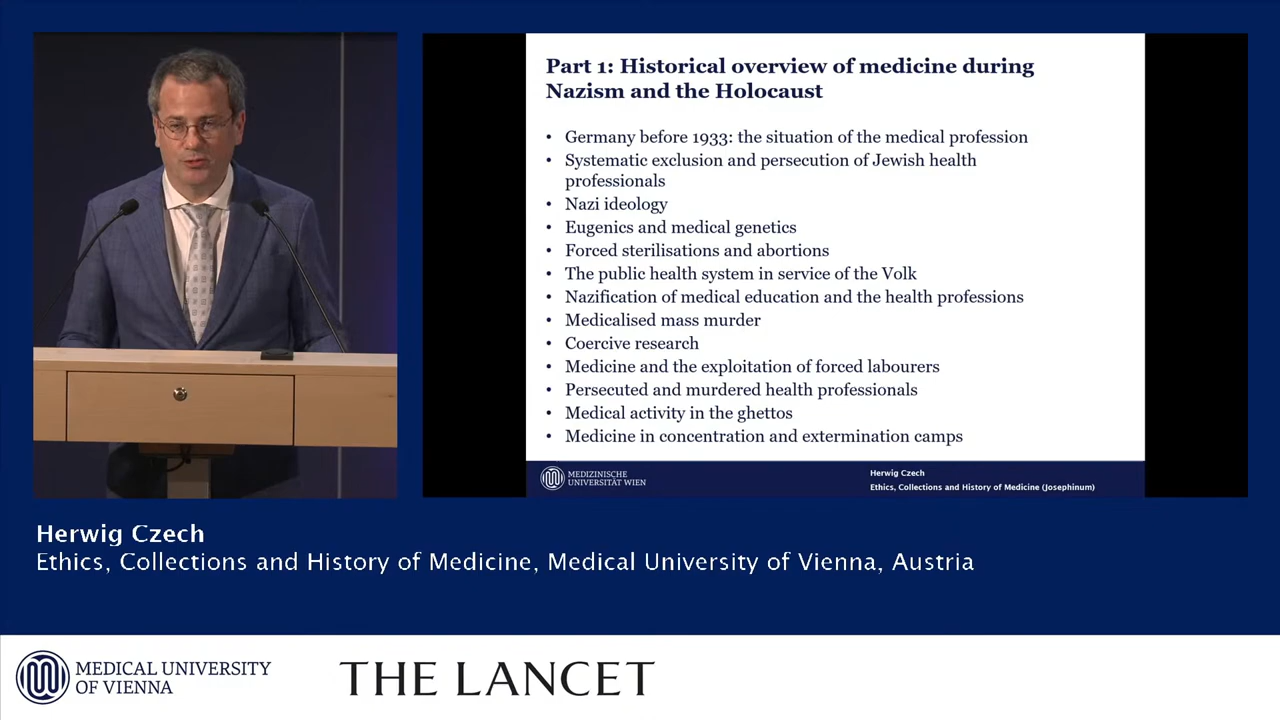 Part 1: Historical overview of medicine during
Nazism and the Holocaust
• Germany before 1933: the situation of the medical profession
• Systematic exclusion and persecution of Jewish health
professionals
• Nazi ideology
• Eugenics and medical genetics
• Forced sterilisations and abortions
• The public health system in service of the Volk
• Nazification of medical education and the health professions
• Medicalised mass murder
• Coercive research
• Medicine and the exploitation of forced labourers
• Persecuted and murdered health professionals
• Medical activity in the ghettos
• Medicine in concentration and extermination camps
MEDIZINISCHE
UNIVERSITÄT WIEN
Herwig Czech
Ethics, Collections and History of Medicine (Josephinum)
Herwig Czech
Ethics, Collections and History of Medicine, Medical University of Vienna, Austria
MEDICAL UNIVERSITY
OF VIENNA
THE LANCET